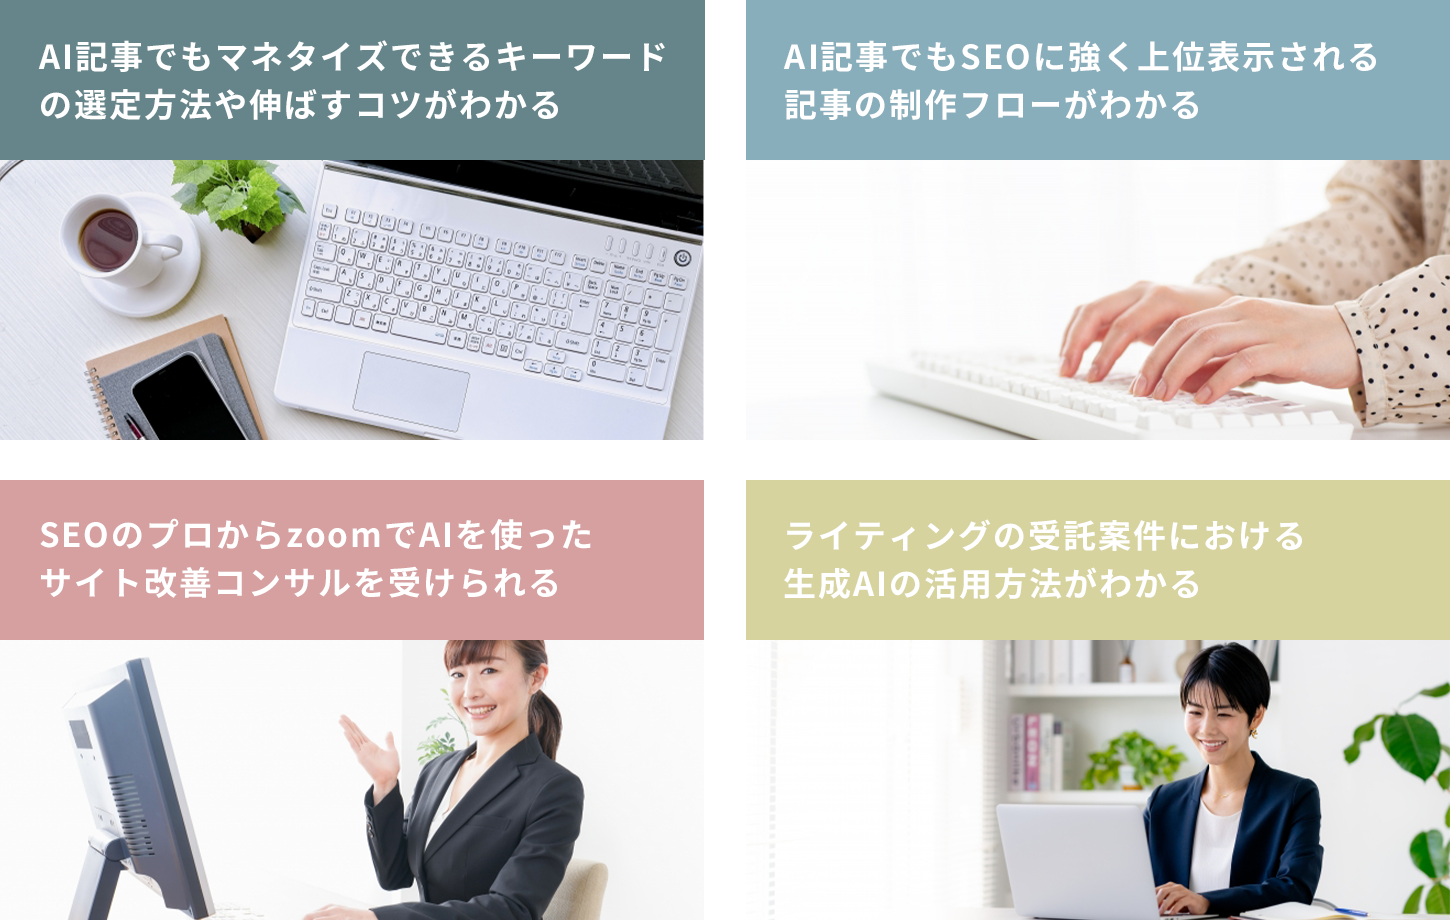 AI記事でもマネタイズできるキーワード
の選定方法や伸ばすコツがわかる
AI記事でもSEOに強く上位表示される
記事の制作フローがわかる
SEOのプロからzoomでAIを使った
サイト改善コンサルを受けられる
ライティングの受託案件における
生成AIの活用方法がわかる